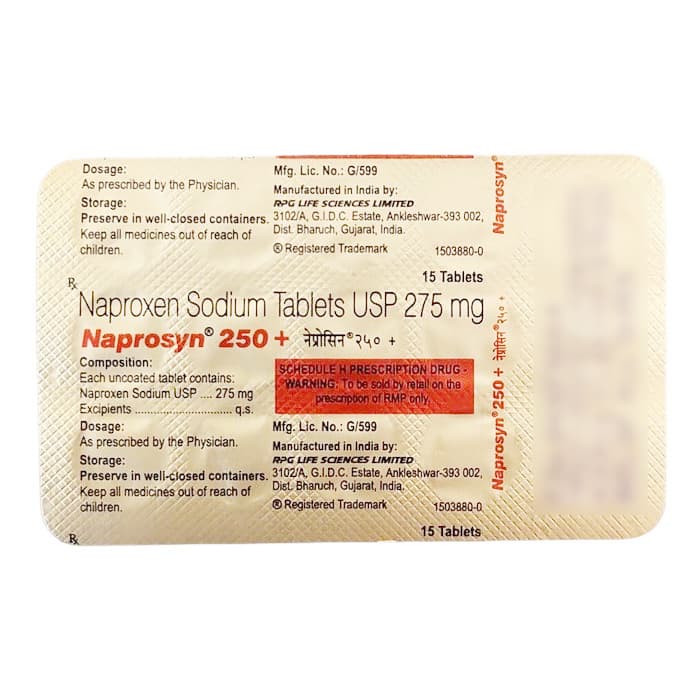 Dosage:
As prescribed by the Physician.
Storage:
Preserve in well-closed containers.
Keep all medicines out of reach of
children.
Mfg. Lic. No.: G/599
Manufactured in India by:
RPG LIFE SCIENCES LIMITED
3102/A, G.I.D.C. Estate, Ankleshwar-393 002,
Dist. Bharuch, Gujarat, India.
® Registered Trademark 1503880-0
15 Tablets
℞
Naproxen Sodium Tablets USP 275 mg
Naprosyn® 250 + नेप्रोसिन®२५० +
Composition:
Each uncoated tablet contains:
Naproxen Sodium USP .... 275 mg
Excipients ............................ q.s.
Dosage:
As prescribed by the Physician.
Storage:
Preserve in well-closed containers.
Keep all medicines out of reach of
children.
SCHEDULE H PRESCRIPTION DRUG -
WARNING: To be sold by retail on the
prescription of RMP only.
Mfg. Lic. No.: G/599
Manufactured in India by:
RPG LIFE SCIENCES LIMITED
3102/A, G.I.D.C. Estate, Ankleshwar-393 002,
Dist. Bharuch, Gujarat, India.
® Registered Trademark 1503880-0
15 Tablets
℞
Naprosyn®
Naprosyn® 250 + नेप्रोसिन®२५० +